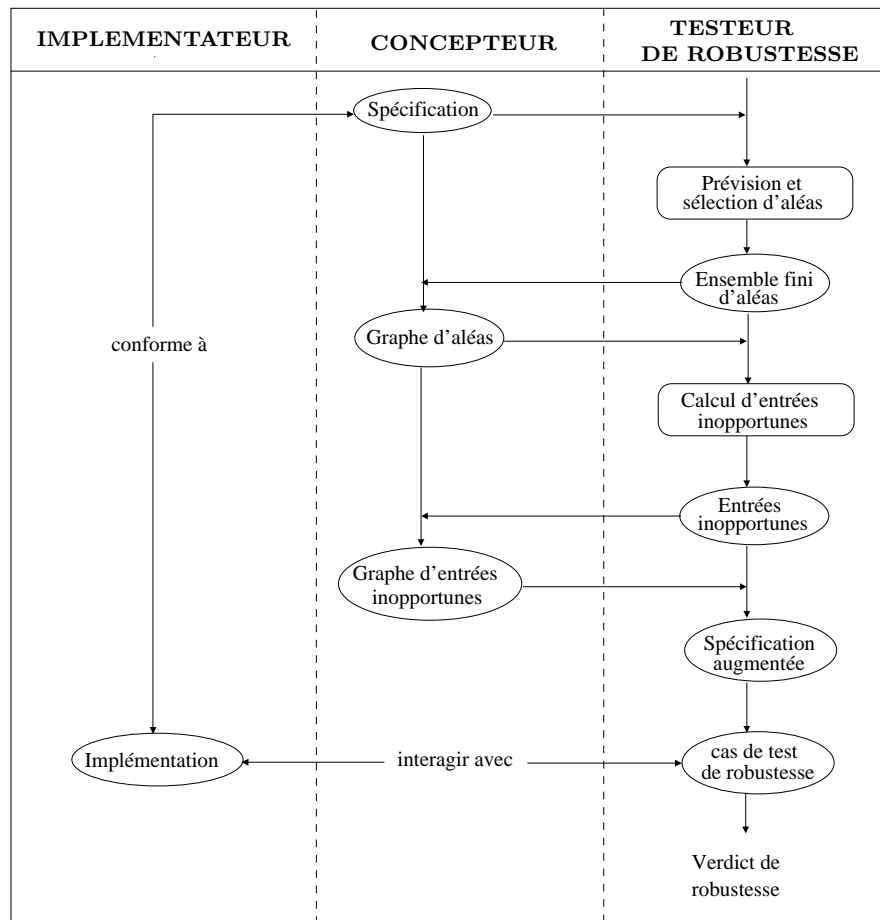 IMPLEMENTATEUR
CONCEPTEUR
TESTEUR
DE ROBUSTESSE
Spécification
Prévision et
sélection d'aléas
Ensemble fini
d'aléas
Graphe d'aléas
conforme à
Calcul d'entrées
inopportunes
Entrées
inopportunes
Graphe d'entrées
inopportunes
Spécification
augmentée
Implémentation
interagir avec
cas de test
de robustesse
Verdict de
robustesse